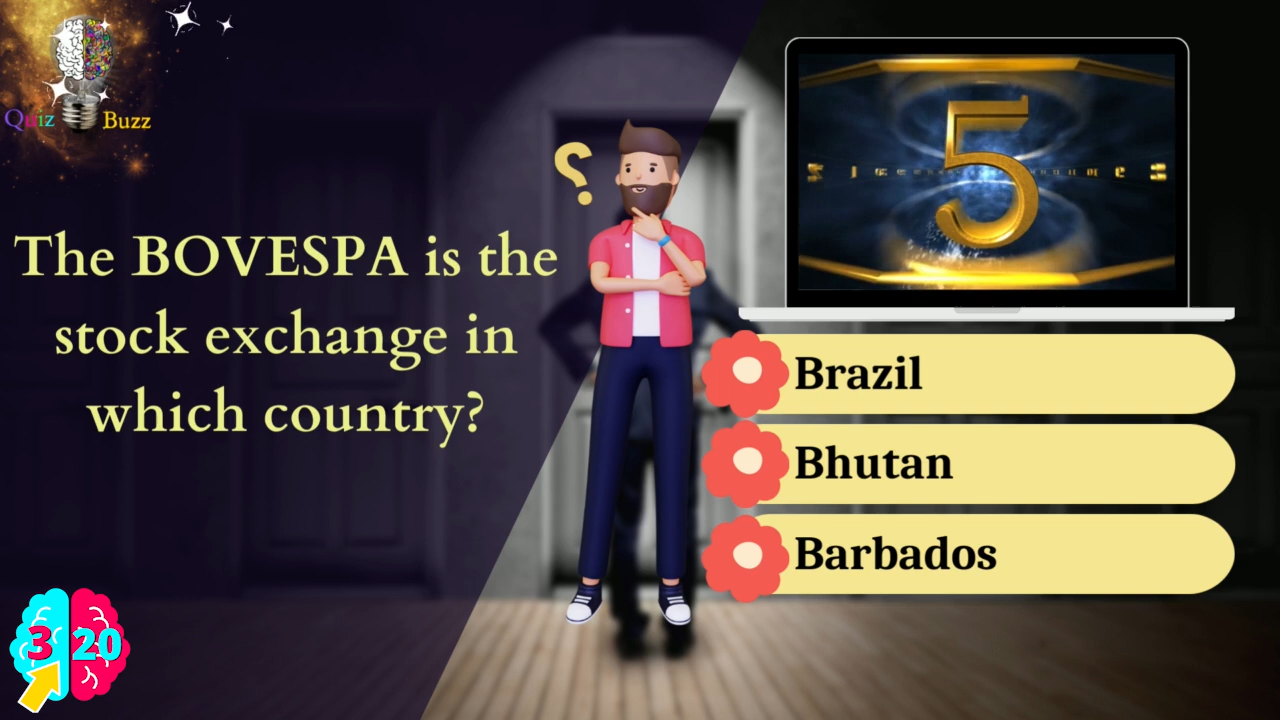 Quiz Buzz
?
The BOVESPA is the
stock exchange in
which country?
5
Brazil
Bhutan
Barbados
3 20